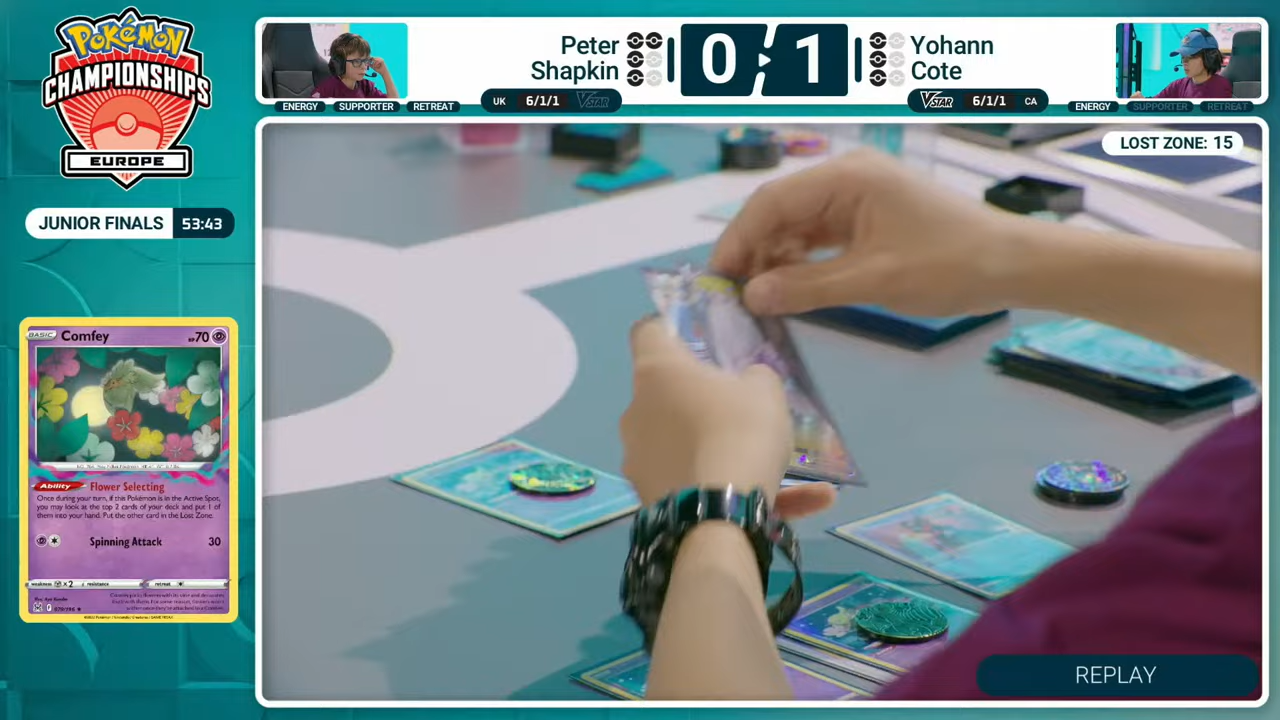 Pokémon
CHAMPIONSHIPS
EUROPE
JUNIOR FINALS 53:43
Peter
Shapkin
0 1
Yohann
Cote
ENERGY SUPPORTER RETREAT
UK 6/1/1 VSTAR
VSTAR 6/1/1 CA
ENERGY SUPPORTER RETREAT
LOST ZONE: 15
BASIC Comfey HP 70
Ability Flower Selecting
Once during your turn, if this Pokémon is in the Active Spot,
you may look at the top 2 cards of your deck and put 1 of
them into your hand. Put the other card in the Lost Zone.
Spinning Attack 30
weakness ×2 resistance retreat
REPLAY